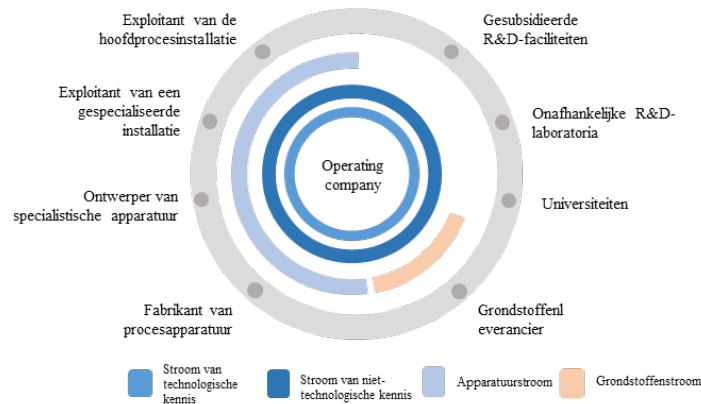 Exploitant van de
hoofdprocesinstallatie
Gesubsidieerde
R&D-faciliteiten
Exploitant van een
gespecialiseerde
installatie
Onafhankelijke R&D-
laboratoria
Operating
company
Ontwerper van
specialistische apparatuur
Universiteiten
Fabrikant van
procesapparatuur
Grondstoffenl
everancier
Stroom van
technologische
kennis
Stroom van niet-
technologische kennis
Apparatuurstroom
Grondstoffenstroom